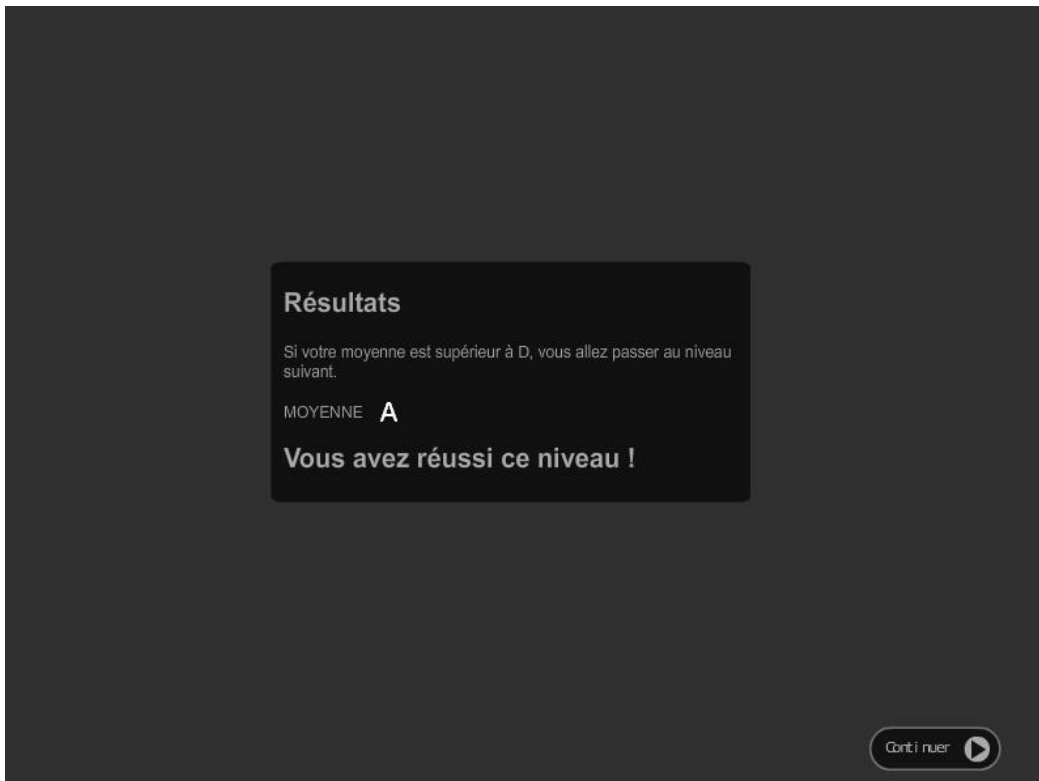 Résultats
Si votre moyenne est supérieur à D, vous allez passer au niveau
suivant.
MOYENNE A
Vous avez réussi ce niveau !
Continuer